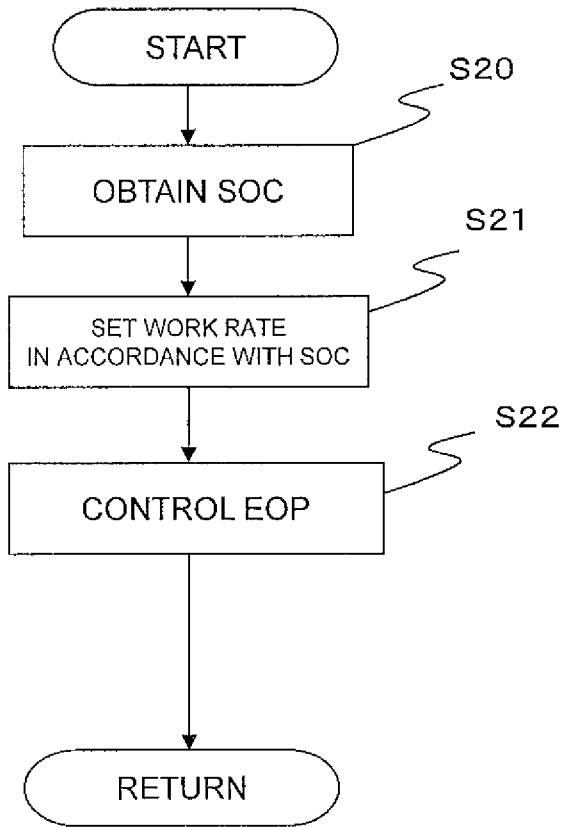 START
S20
OBTAIN SOC
S21
SET WORK RATE
IN ACCORDANCE WITH SOC
S22
CONTROL EOP
RETURN